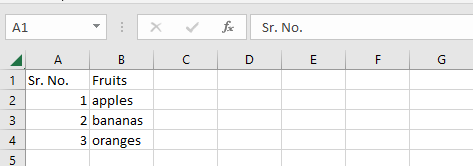 A1 fx Sr. No.
A B C D E F G
1 Sr. No. Fruits
2 1 apples
3 2 bananas
4 3 oranges
5